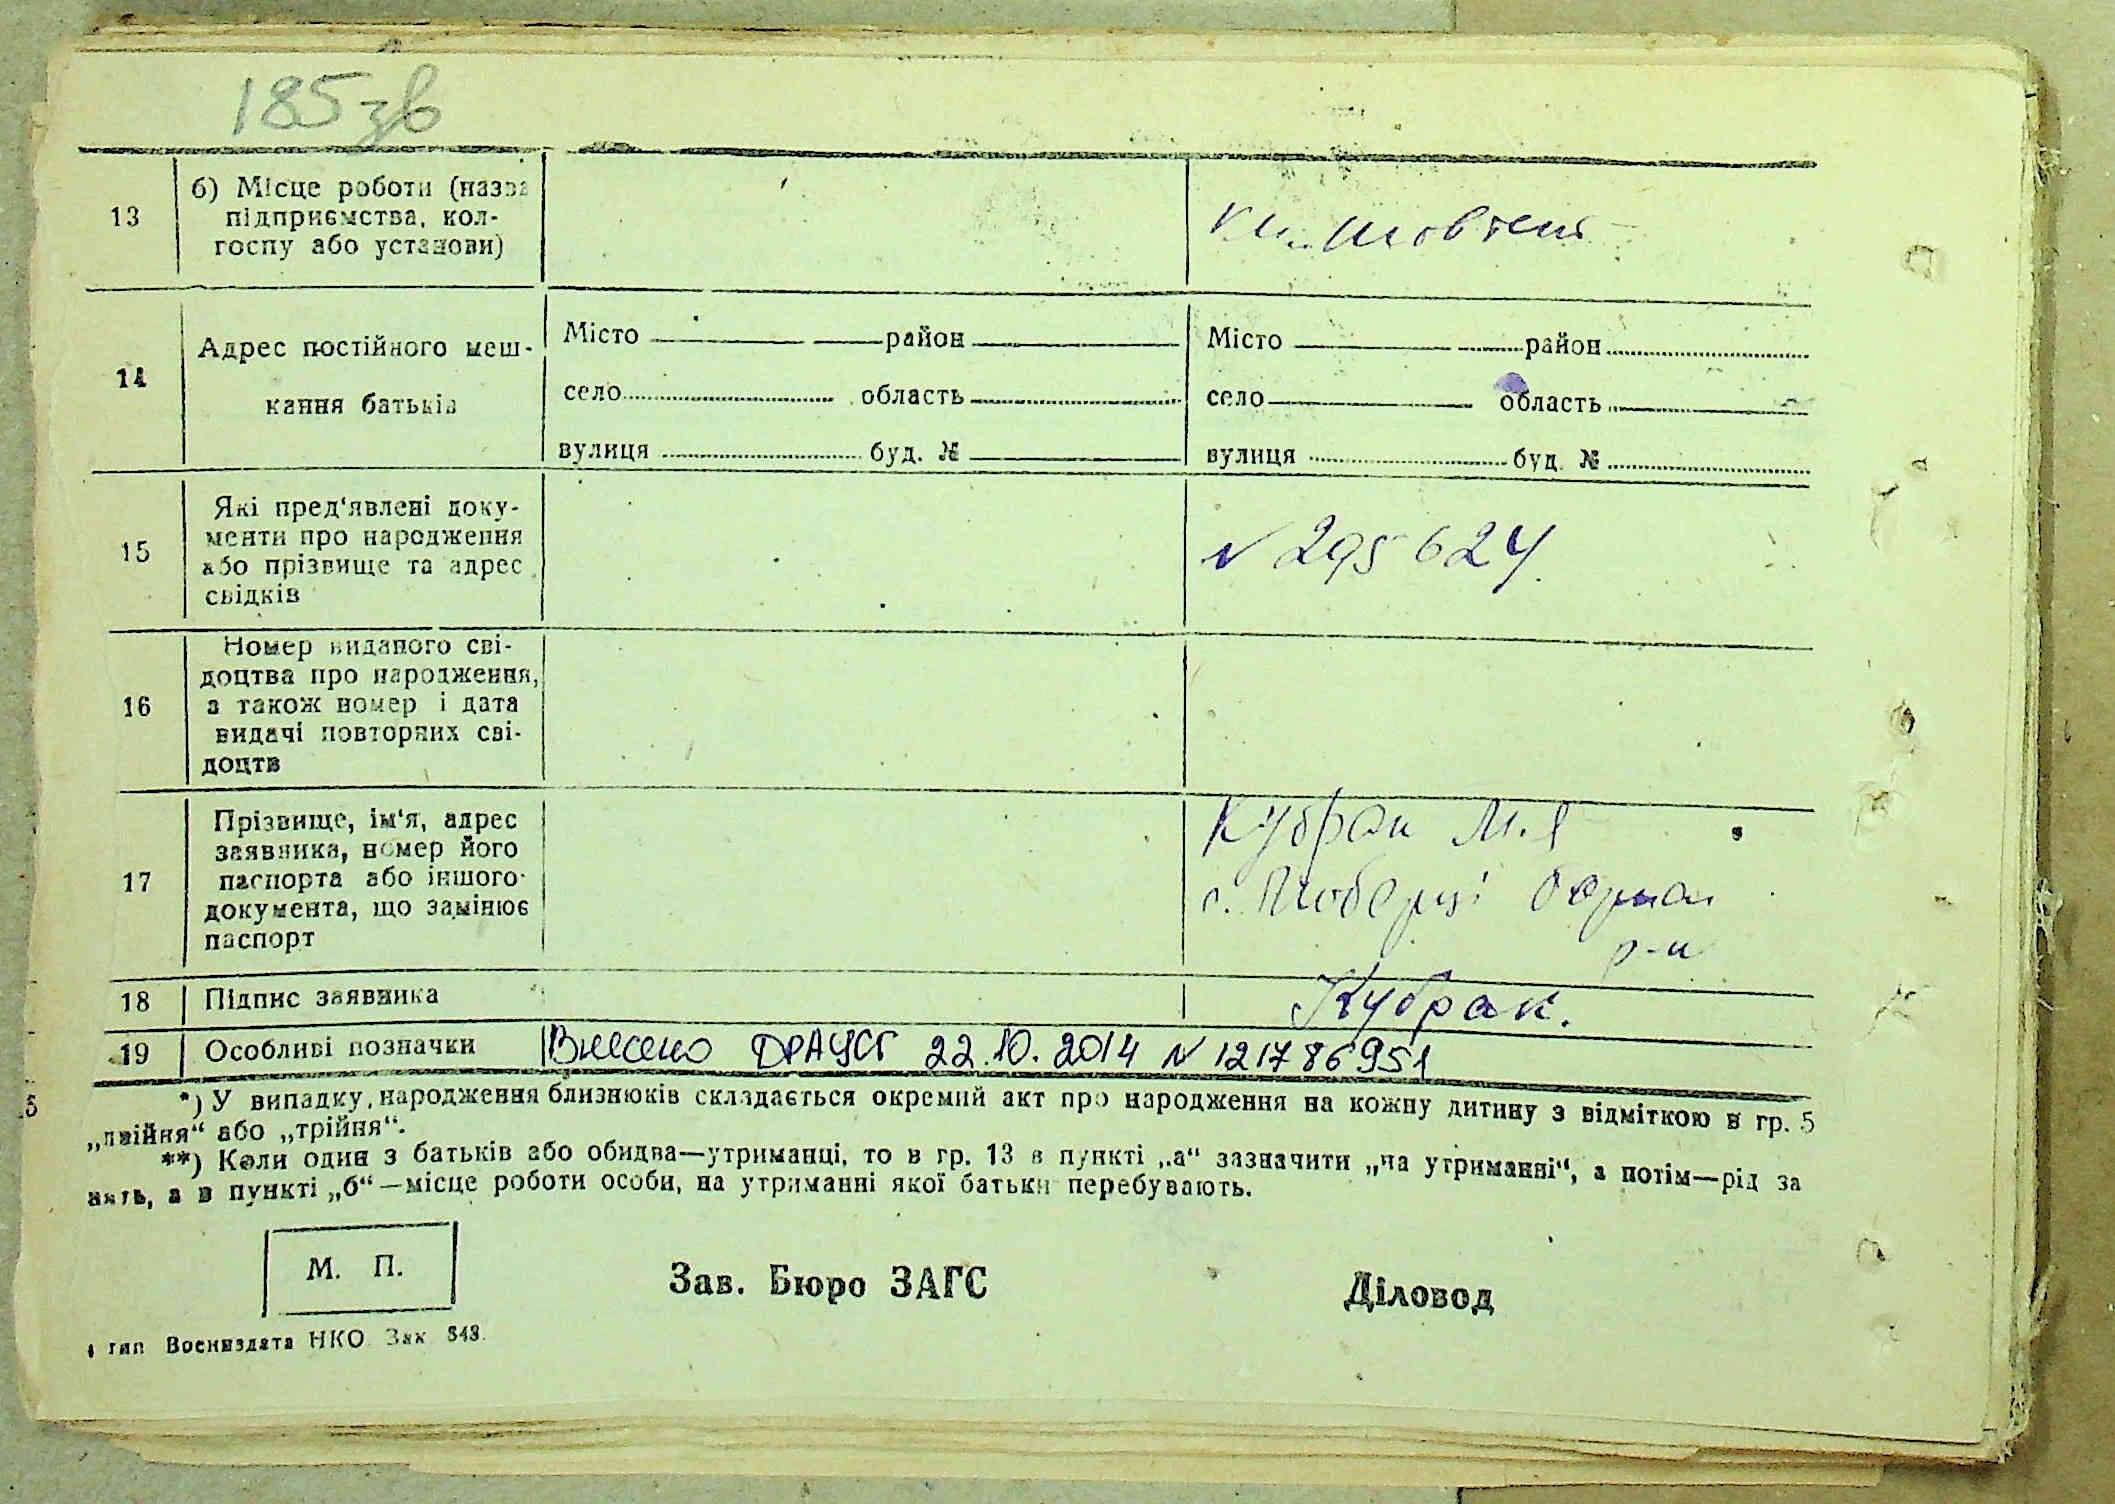 185 зв
13
б) Місце роботи (назва
підприємства, кол-
госпу або установи)
Жовтень
14
Адрес постійного меш-
кання батьків
Місто район
село область
вулиця буд. №
Місто район
село область
вулиця буд. №
15
Які пред'явлені доку-
менти про народження
або прізвище та адрес
свідків
N 295624
16
Номер виданого сві-
доцтва про народження,
а також номер і дата
видачі повторних сві-
доцтв
17
Прізвище, ім'я, адрес
заявника, номер його
паспорта або іншого
документа, що замінює
паспорт
Кубрак М.Я
с. Любарці
р-н
18
Підпис заявника
Кубрак.
19
Особливі позначки
Внесено ДРАЦСГ 22.10.2014 N 121786951
*) У випадку народження близнюків складається окремий акт про народження на кожну дитину з відміткою в гр. 5
„двійня“ або „трійня“.
**) Коли один з батьків або обидва—утриманці, то в гр. 13 в пункті „а“ зазначити „на утриманні“, а потім—рід за
нять, а в пункті „б“—місце роботи особи, на утриманні якої батьки перебувають.
М. П.
Зав. Бюро ЗАГС
Діловод
тип Воениздата НКО Зак 343.